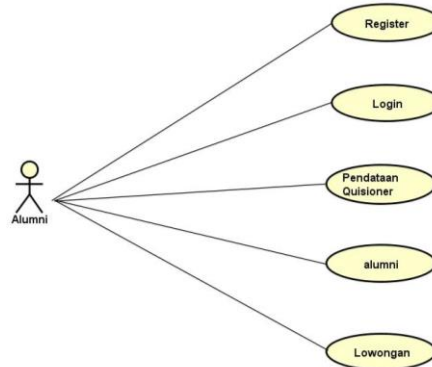 Register
Login
Pendataan
Quisioner
Alumni
alumni
Lowongan